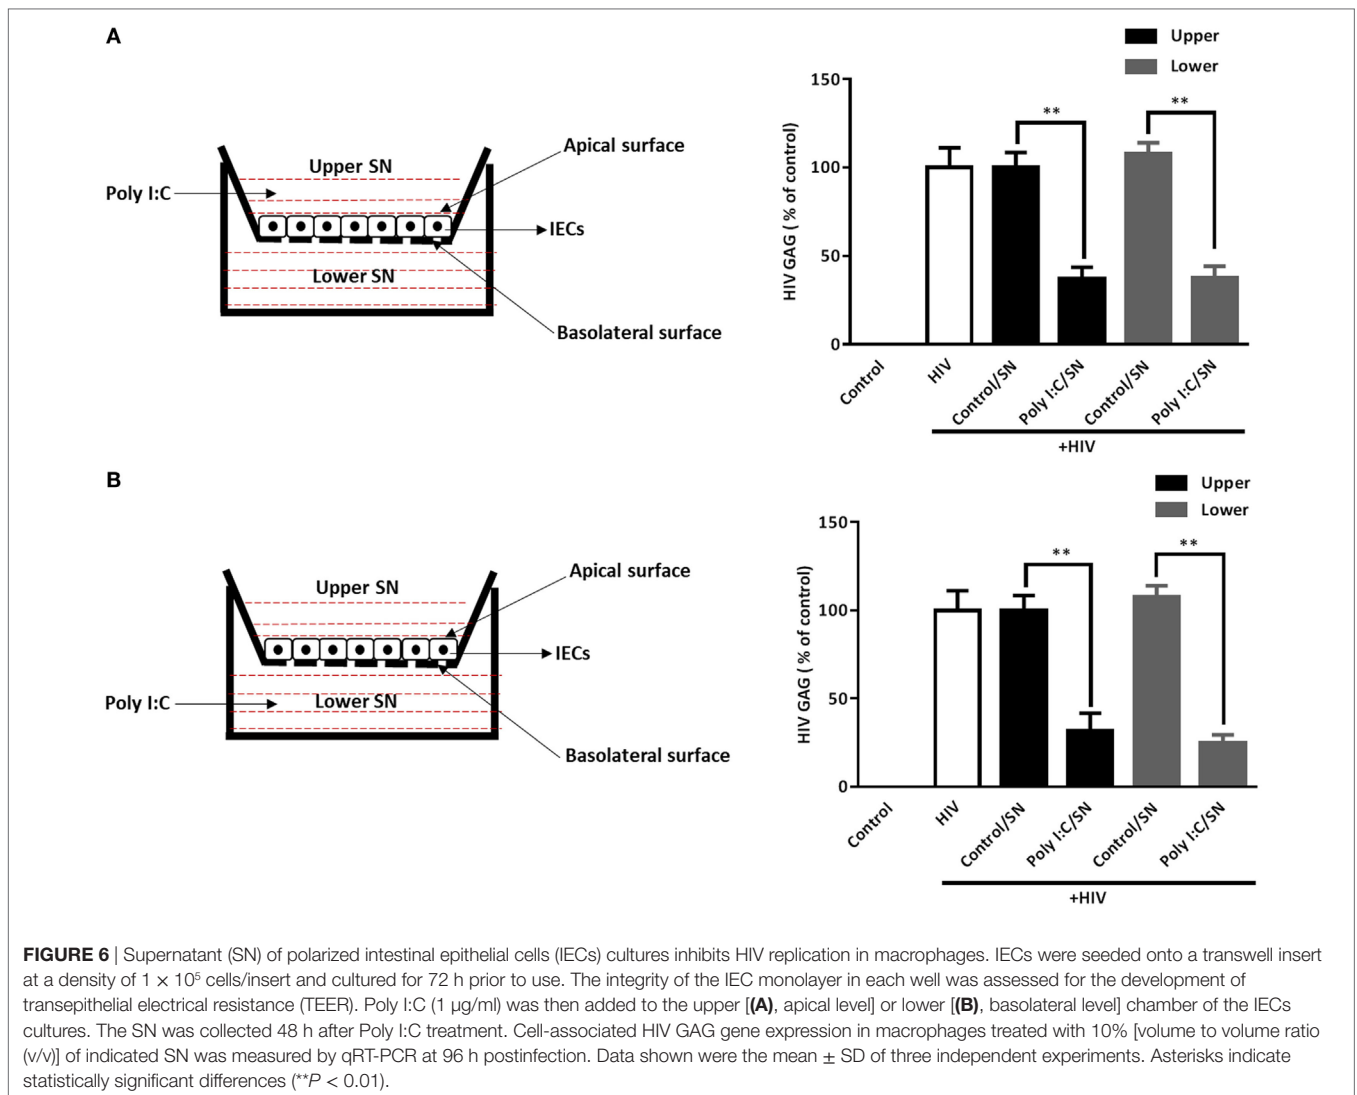 A
Upper
Lower
Poly I:C
Upper SN
Apical surface
IECs
Lower SN
Basolateral surface
HIV GAG ( % of control)
150
100
50
0
**
**
Control
HIV
Control/SN
Poly I:C/SN
Control/SN
Poly I:C/SN
+HIV
B
Upper
Lower
Upper SN
Apical surface
IECs
Poly I:C
Lower SN
Basolateral surface
HIV GAG ( % of control)
150
100
50
0
**
**
Control
HIV
Control/SN
Poly I:C/SN
Control/SN
Poly I:C/SN
+HIV
FIGURE 6 | Supernatant (SN) of polarized intestinal epithelial cells (IECs) cultures inhibits HIV replication in macrophages. IECs were seeded onto a transwell insert
at a density of 1 × 10⁵ cells/insert and cultured for 72 h prior to use. The integrity of the IEC monolayer in each well was assessed for the development of
transepithelial electrical resistance (TEER). Poly I:C (1 µg/ml) was then added to the upper [(A), apical level] or lower [(B), basolateral level] chamber of the IECs
cultures. The SN was collected 48 h after Poly I:C treatment. Cell-associated HIV GAG gene expression in macrophages treated with 10% [volume to volume ratio
(v/v)] of indicated SN was measured by qRT-PCR at 96 h postinfection. Data shown were the mean ± SD of three independent experiments. Asterisks indicate
statistically significant differences (**P < 0.01).